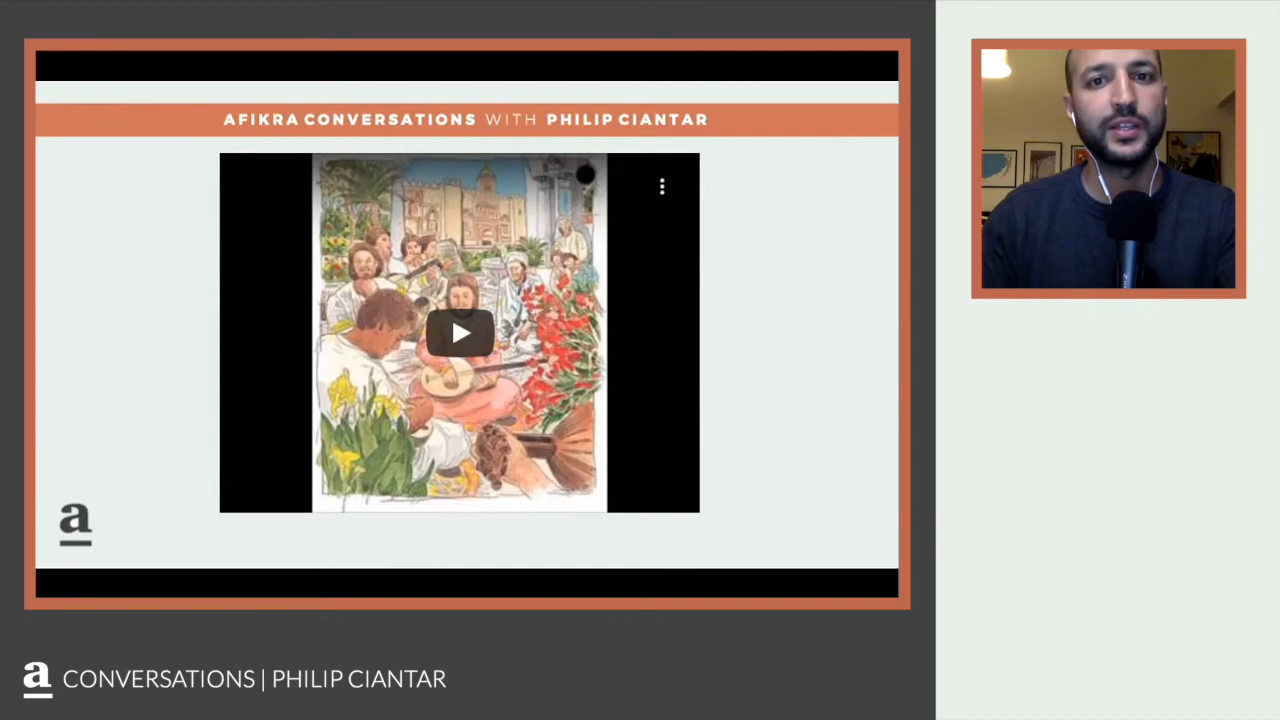 AFIKRA CONVERSATIONS WITH PHILIP CIANTAR
a
a CONVERSATIONS | PHILIP CIANTAR